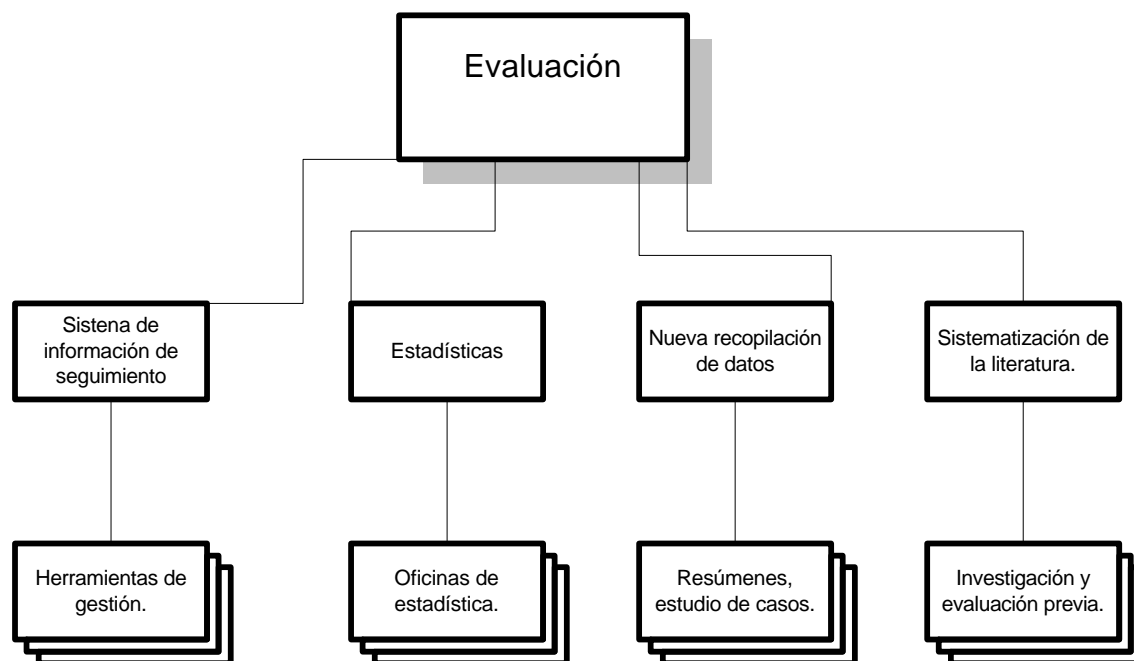 Evaluación
Sistena de
información de
seguimiento
Estadísticas
Nueva recopilación
de datos
Sistematización de
la literatura.
Herramientas de
gestión.
Oficinas de
estadística.
Resúmenes,
estudio de casos.
Investigación y
evaluación previa.